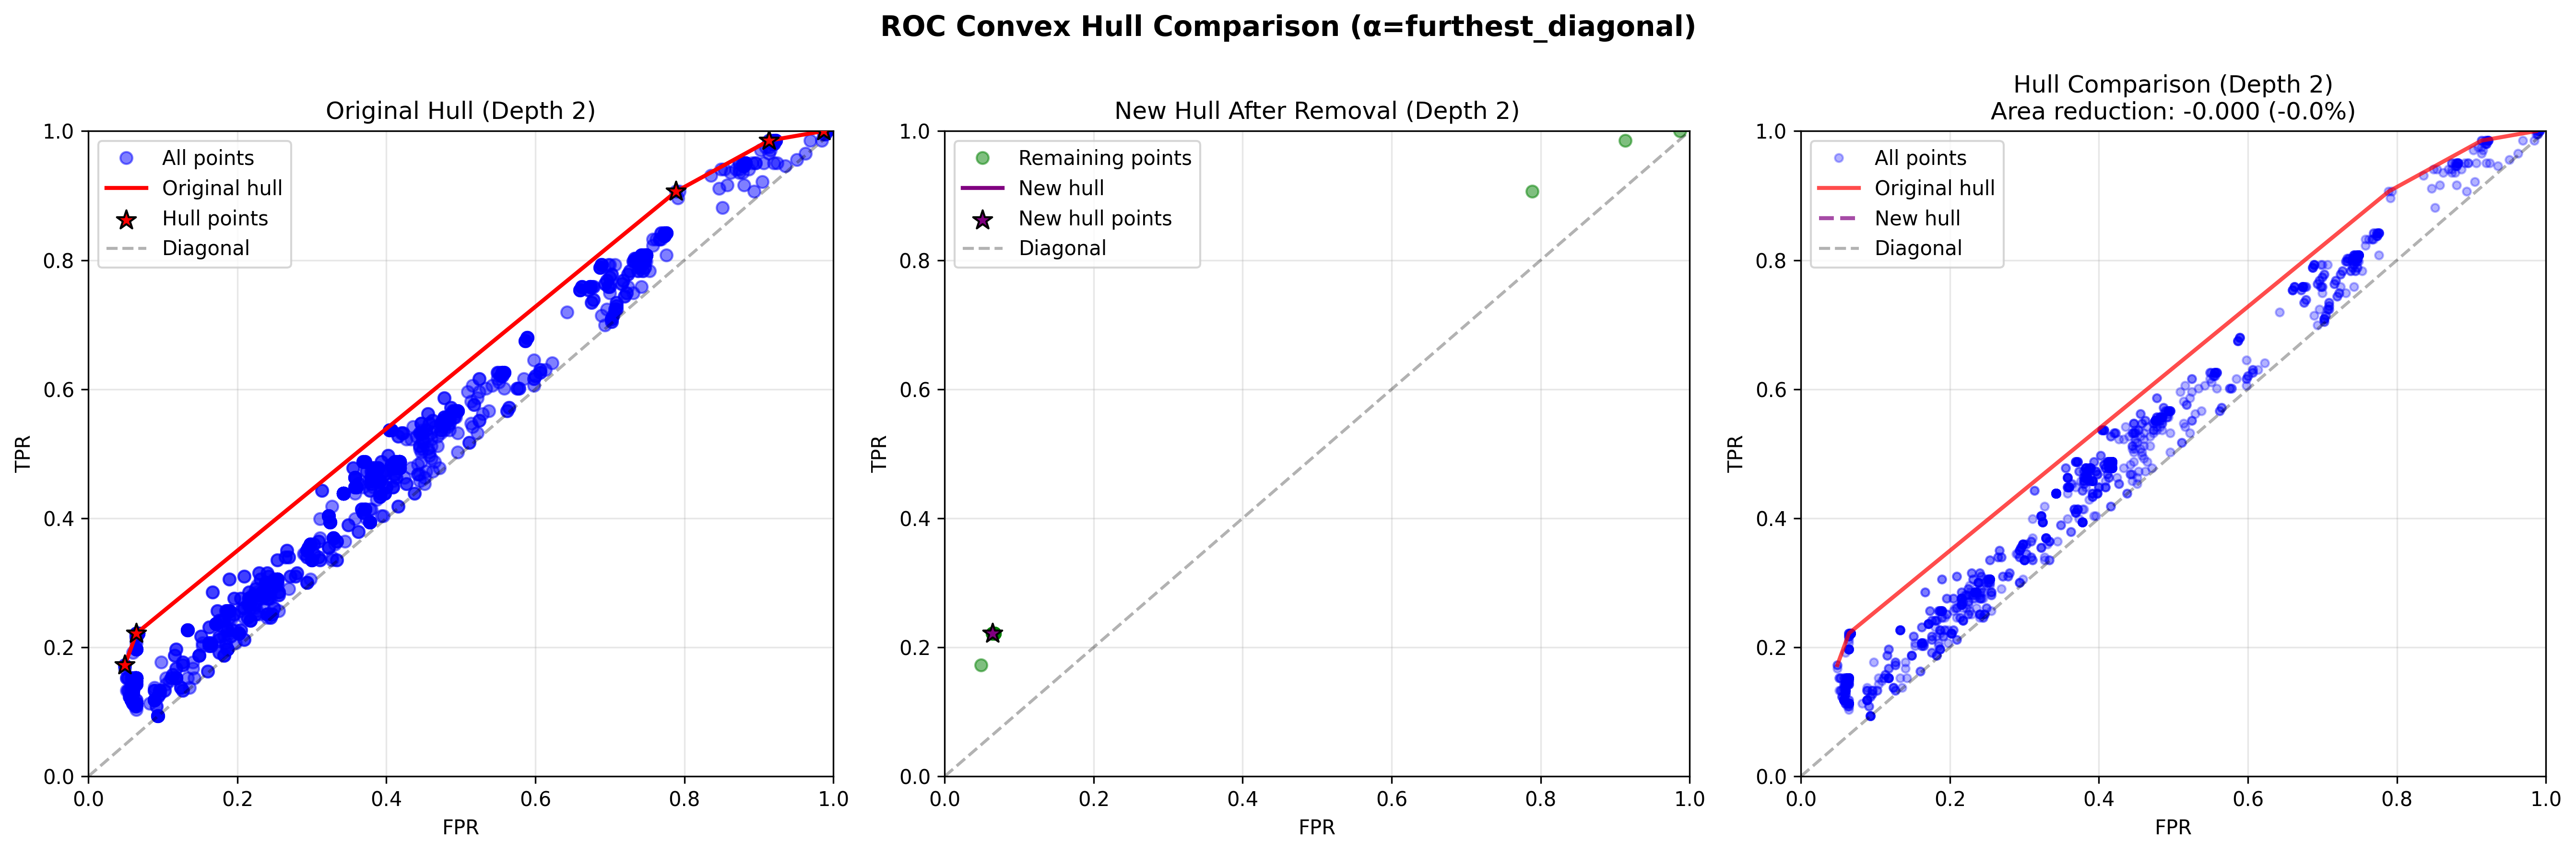 ROC Convex Hull Comparison (α=furthest_diagonal)
Original Hull (Depth 2)
All points
Original hull
Hull points
Diagonal
1.0
0.8
0.6
0.4
0.2
0.0
TPR
0.0 0.2 0.4 0.6 0.8 1.0
FPR
New Hull After Removal (Depth 2)
Remaining points
New hull
New hull points
Diagonal
1.0
0.8
0.6
0.4
0.2
0.0
TPR
0.0 0.2 0.4 0.6 0.8 1.0
FPR
Hull Comparison (Depth 2)
Area reduction: -0.000 (-0.0%)
All points
Original hull
New hull
Diagonal
1.0
0.8
0.6
0.4
0.2
0.0
TPR
0.0 0.2 0.4 0.6 0.8 1.0
FPR